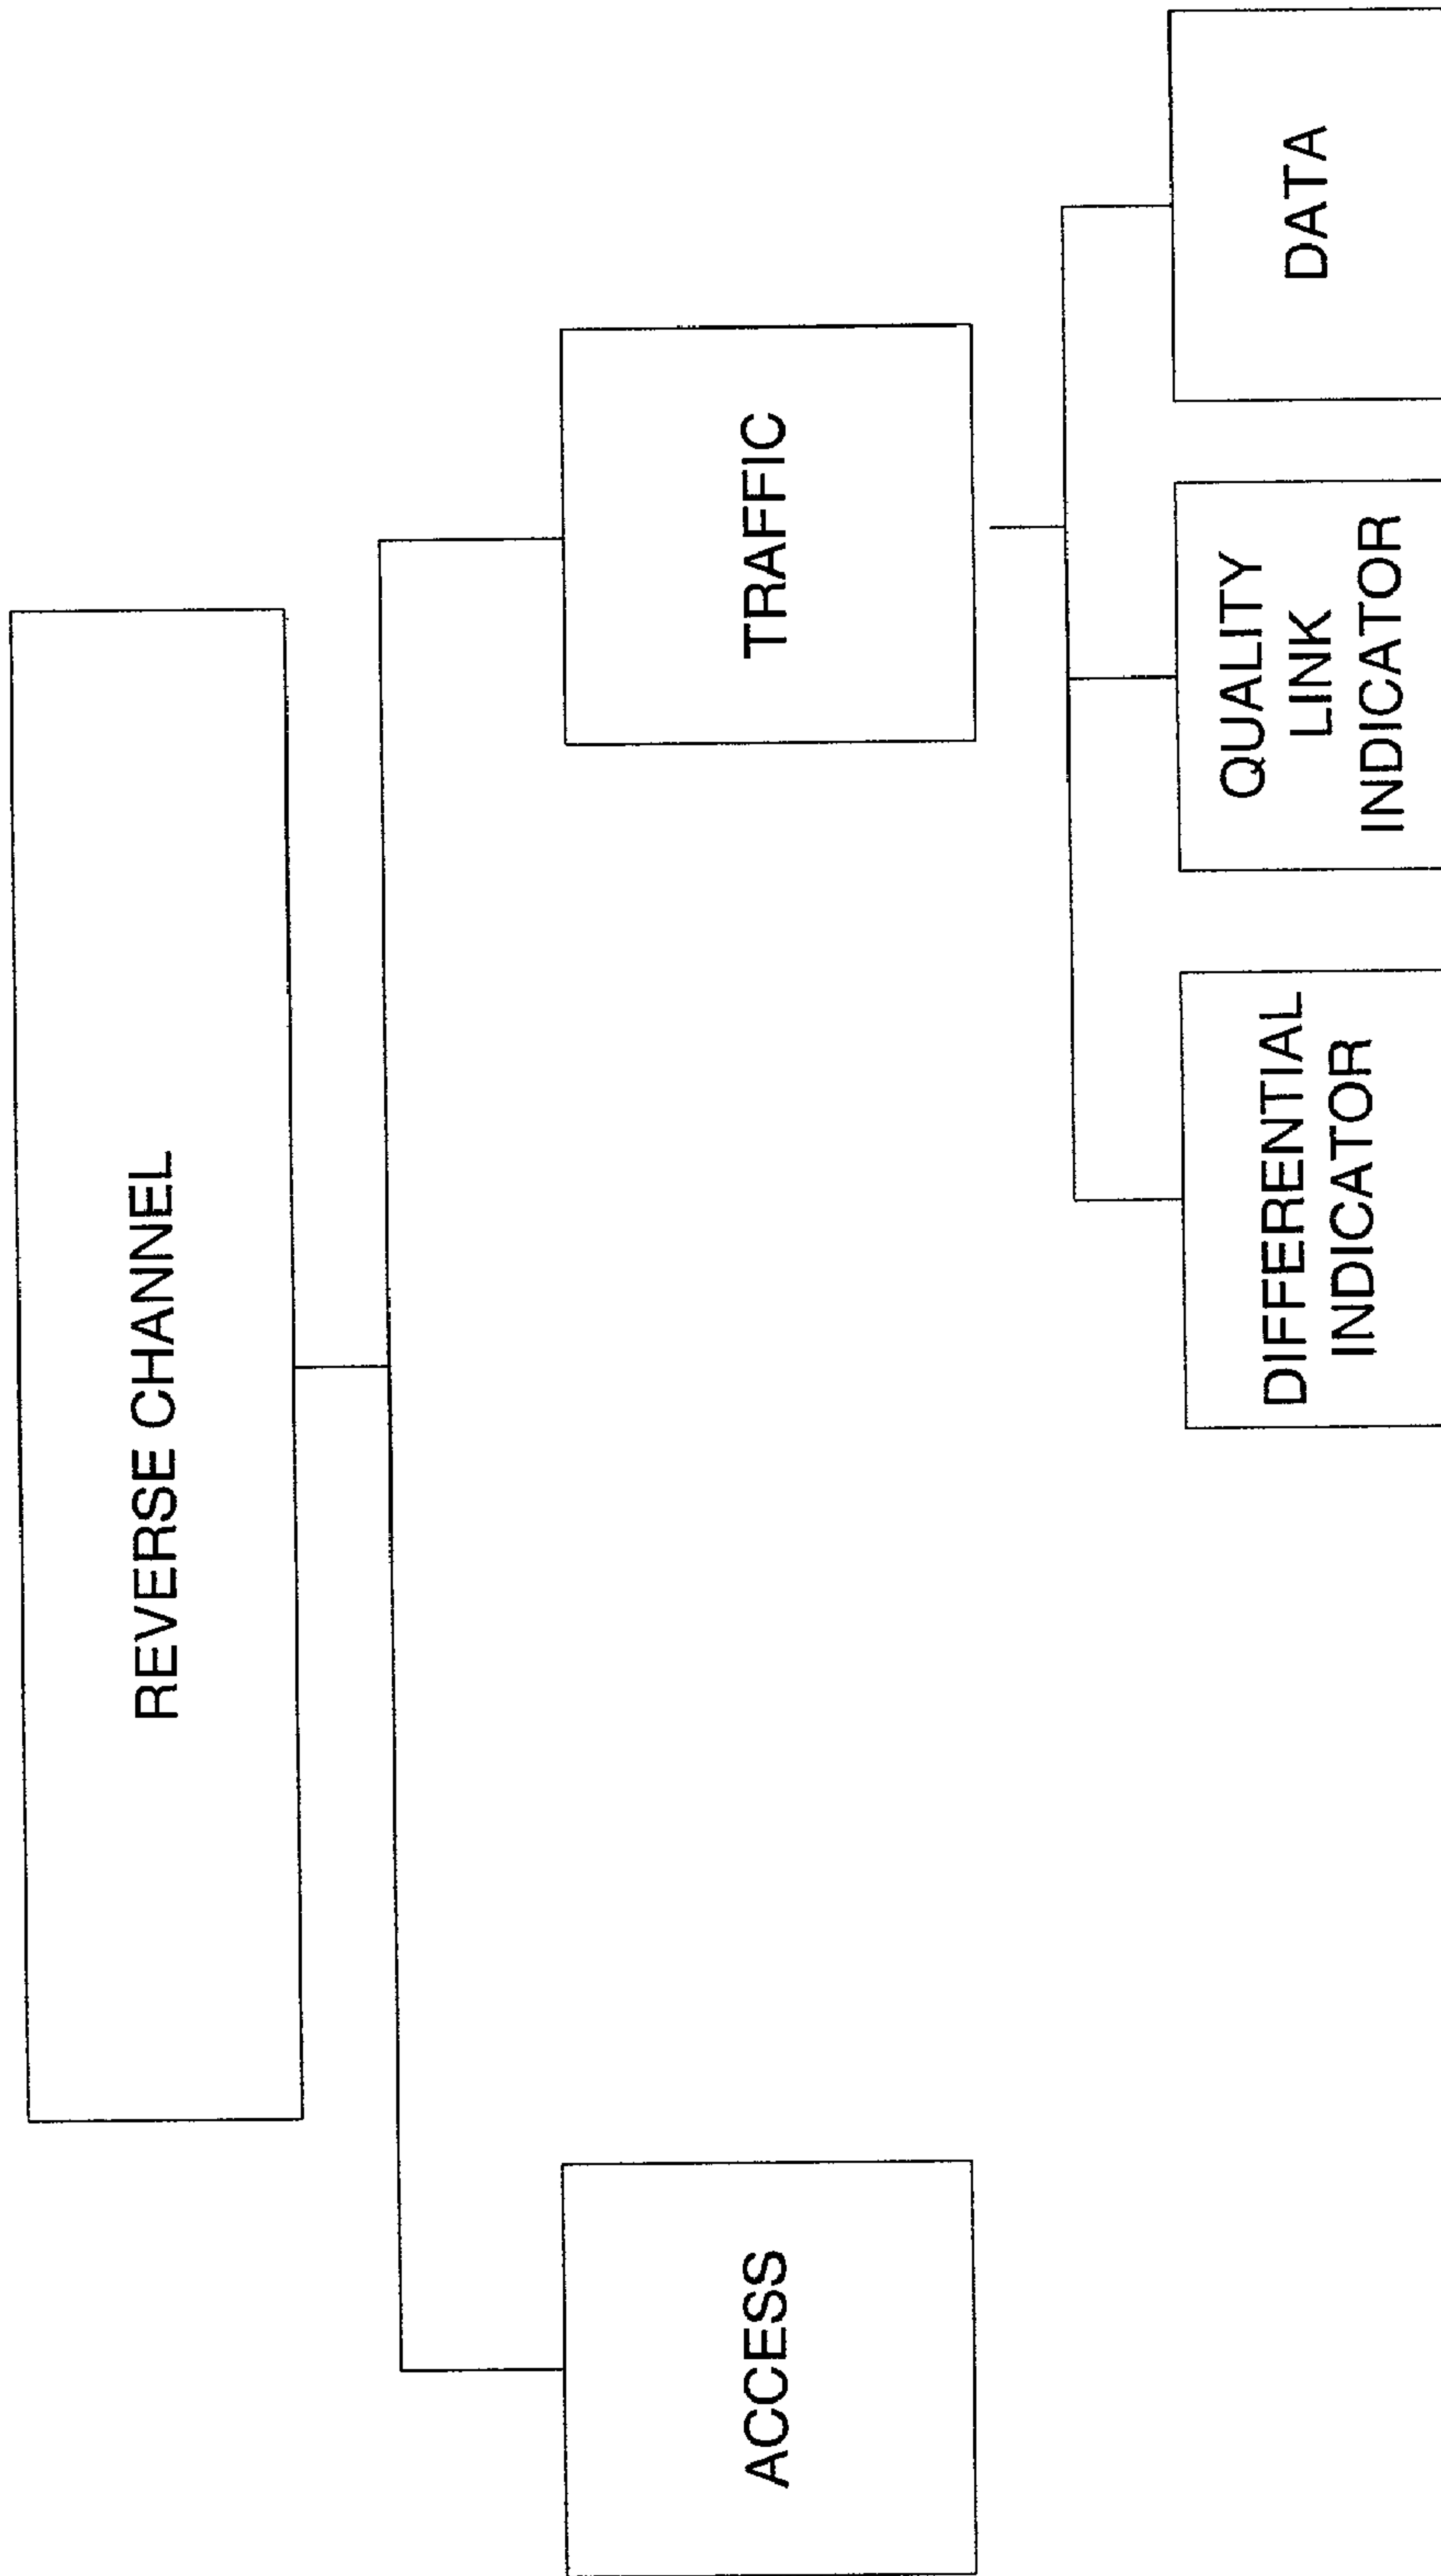 REVERSE CHANNEL
ACCESS
TRAFFIC
DIFFERENTIAL
INDICATOR
QUALITY
LINK
INDICATOR
DATA